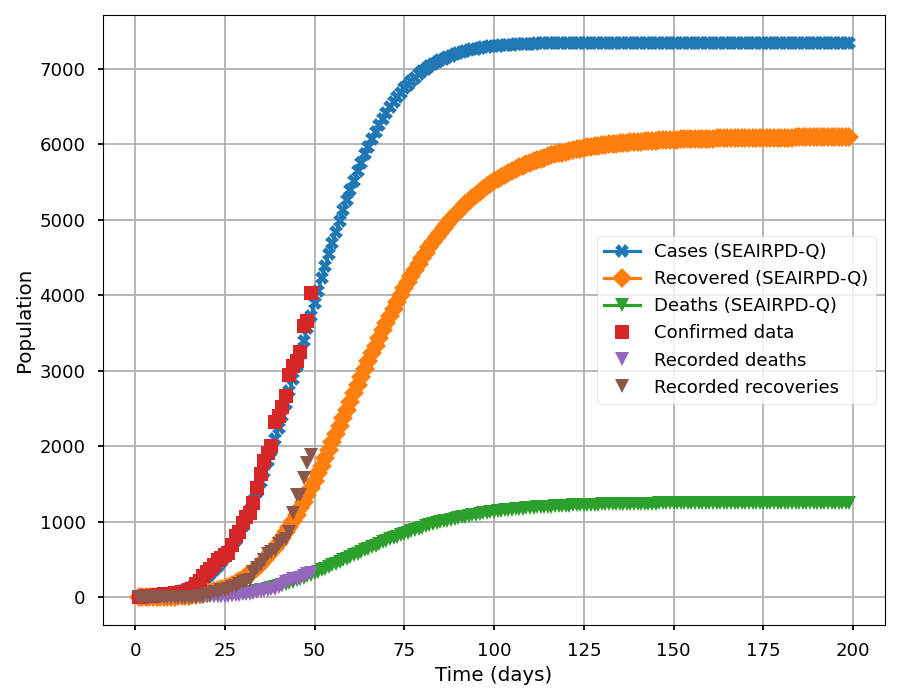 7000
6000
5000
4000
3000
2000
1000
0
Population
Cases (SEAIRPD-Q)
Recovered (SEAIRPD-Q)
Deaths (SEAIRPD-Q)
Confirmed data
Recorded deaths
Recorded recoveries
0 25 50 75 100 125 150 175 200
Time (days)